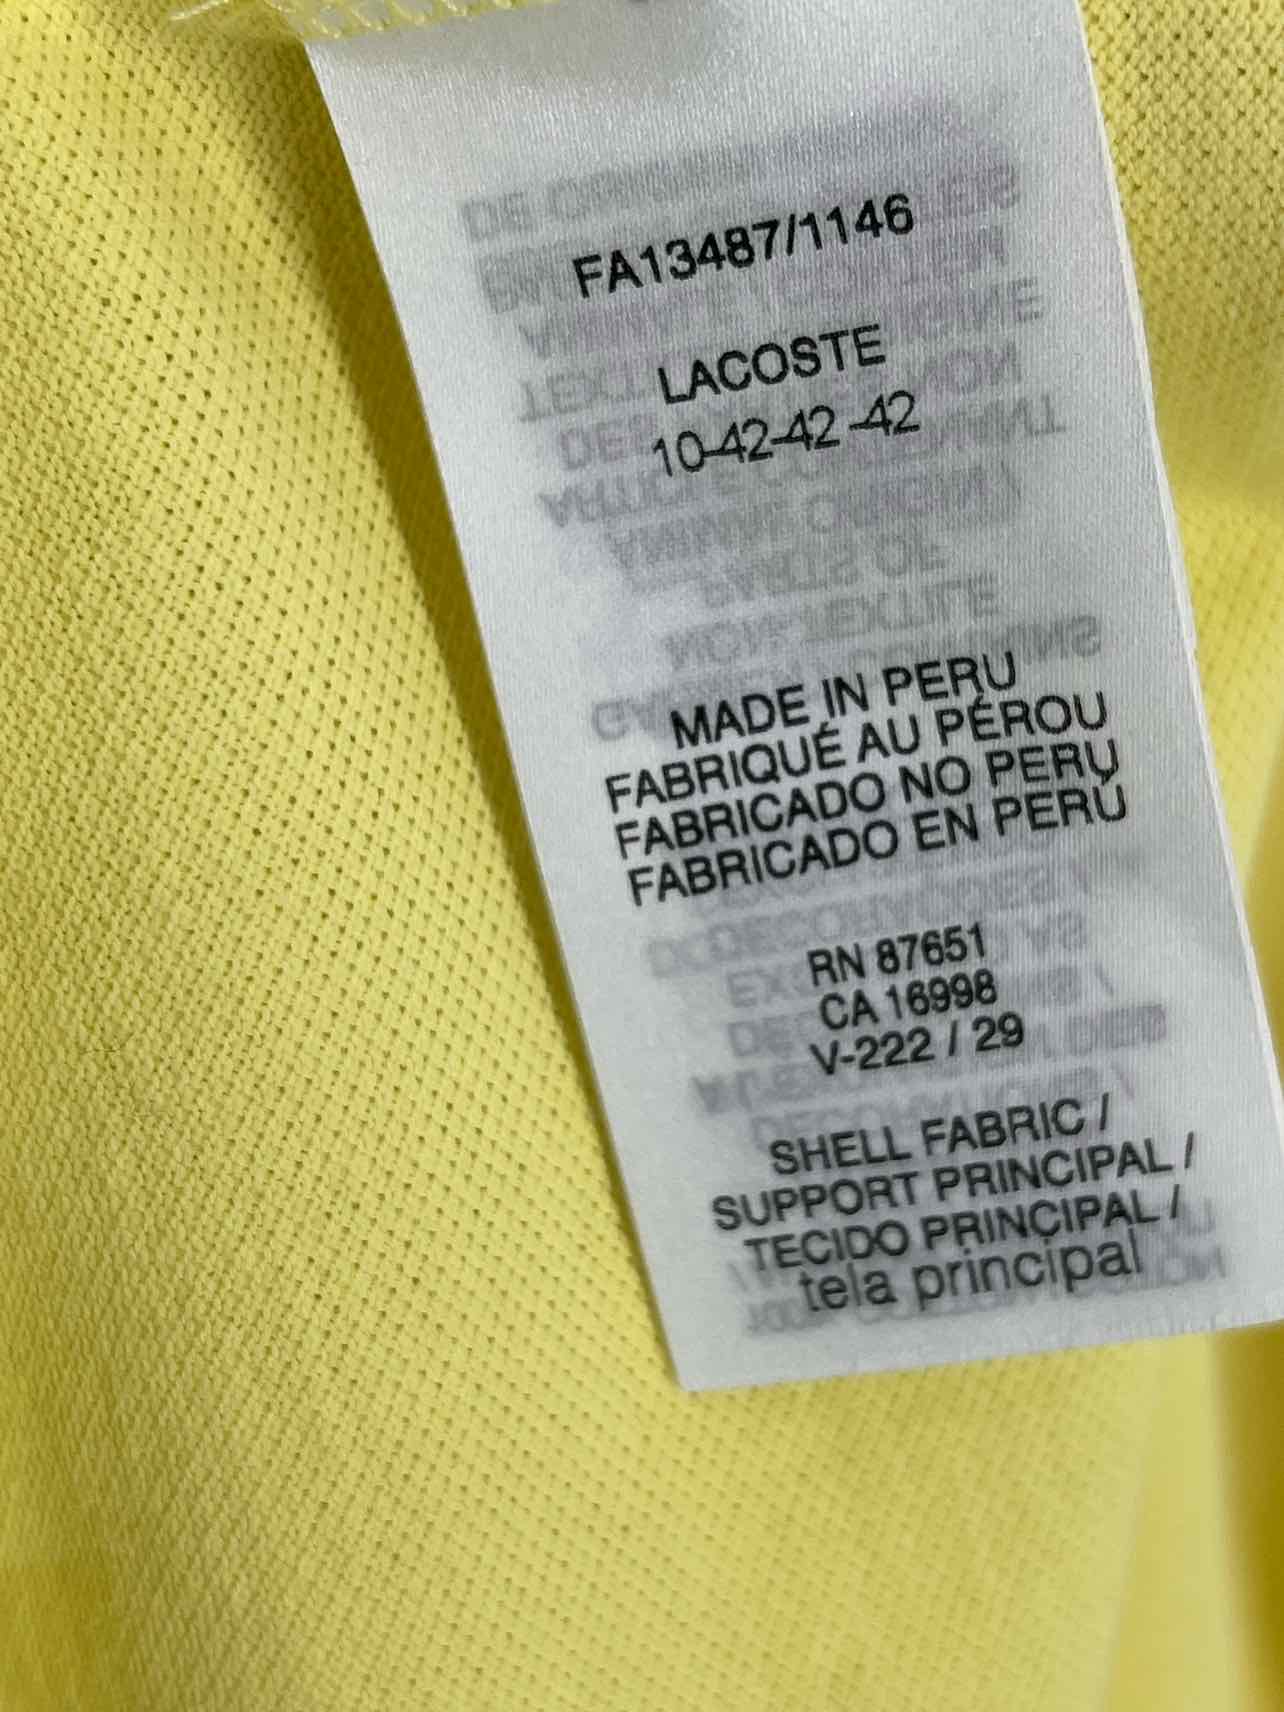 FA13487/1146
LACOSTE
10-42-42-42
MADE IN PERU
FABRIQUÉ AU PÉROU
FABRICADO NO PERU
FABRICADO EN PERÚ
RN 87651
CA 16998
V-222 / 29
SHELL FABRIC /
SUPPORT PRINCIPAL /
TECIDO PRINCIPAL /
tela principal